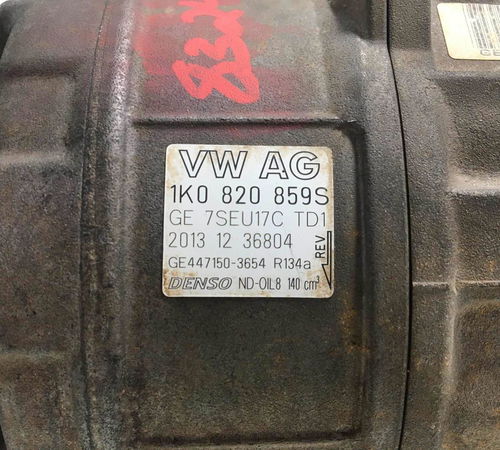 VW AG
1K0 820 859S
GE 7SEU17C TD1
2013 12 36804
GE447150-3654 R134a
REV
DENSO ND-OIL8 140 cm³